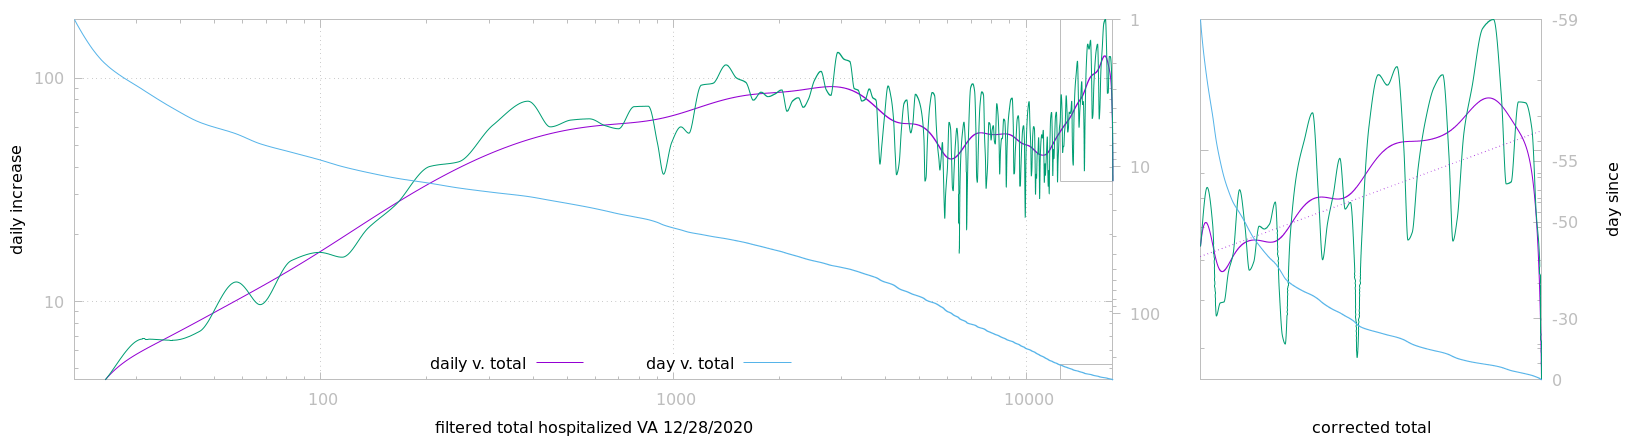 daily increase
100
10
1
10
100
daily v. total
day v. total
100
1000
10000
filtered total hospitalized VA 12/28/2020
-59
-55
-50
-30
0
day since
corrected total